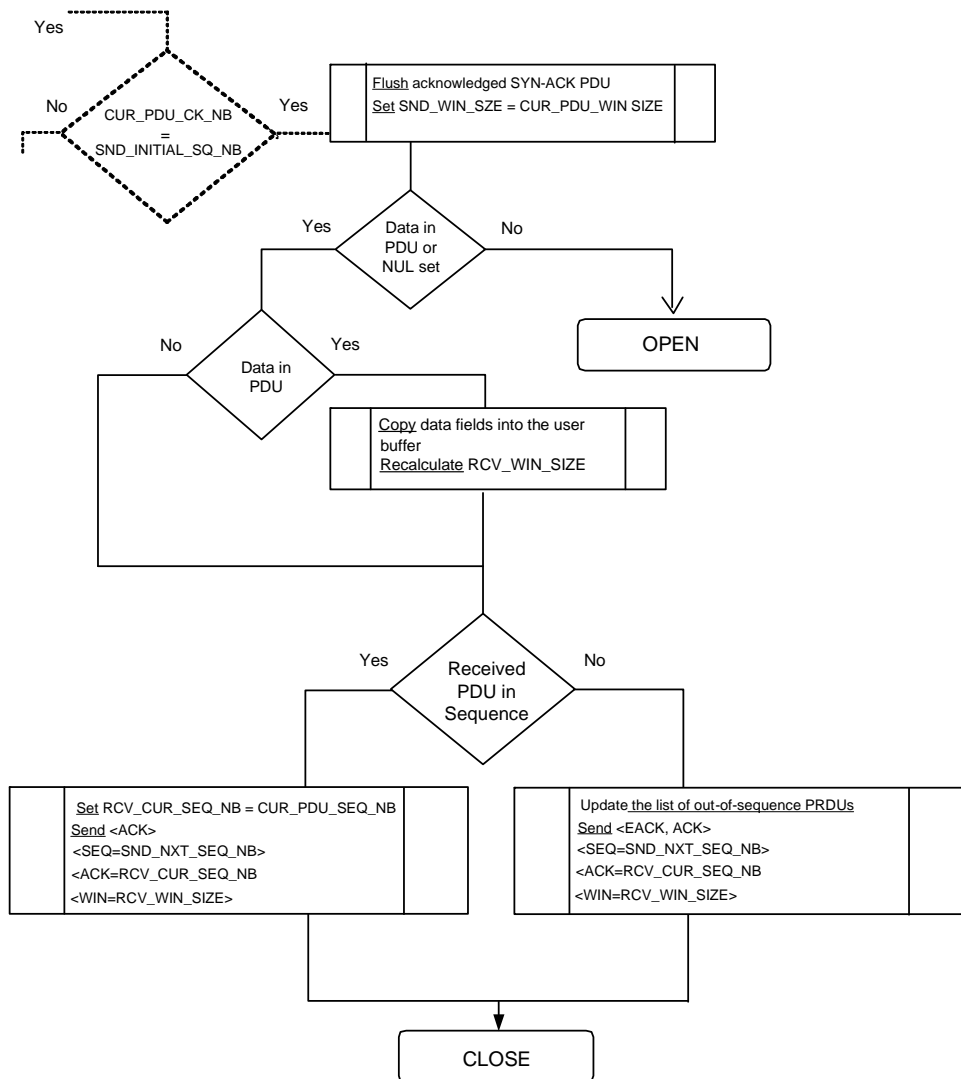 Yes
No
CUR_PDU_CK_NB
=
SND_INITIAL_SQ_NB
Yes
Flush acknowledged SYN-ACK PDU
Set SND_WIN_SZE = CUR_PDU_WIN SIZE
Yes
Data in
PDU or
NUL set
No
No
Data in
PDU
Yes
OPEN
Copy data fields into the user
buffer
Recalculate RCV_WIN_SIZE
Yes
Received
PDU in
Sequence
No
Set RCV_CUR_SEQ_NB = CUR_PDU_SEQ_NB
Send <ACK>
<SEQ=SND_NXT_SEQ_NB>
<ACK=RCV_CUR_SEQ_NB
<WIN=RCV_WIN_SIZE>
Update the list of out-of-sequence PRDUs
Send <EACK, ACK>
<SEQ=SND_NXT_SEQ_NB>
<ACK=RCV_CUR_SEQ_NB
<WIN=RCV_WIN_SIZE>
CLOSE